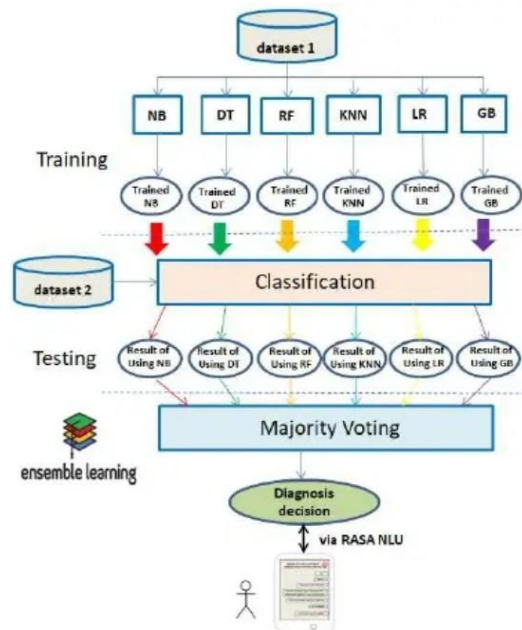 dataset 1
NB
DT
RF
KNN
LR
GB
Training
Trained
NB
Trained
DT
Trained
RF
Trained
KNN
Trained
LR
Trained
GB
dataset 2
Classification
Testing
Result of
Using NB
Result of
Using DT
Result of
Using RF
Result of
Using KNN
Result of
Using LR
Result of
Using GB
Majority Voting
ensemble learning
Diagnosis
decision
via RASA NLU